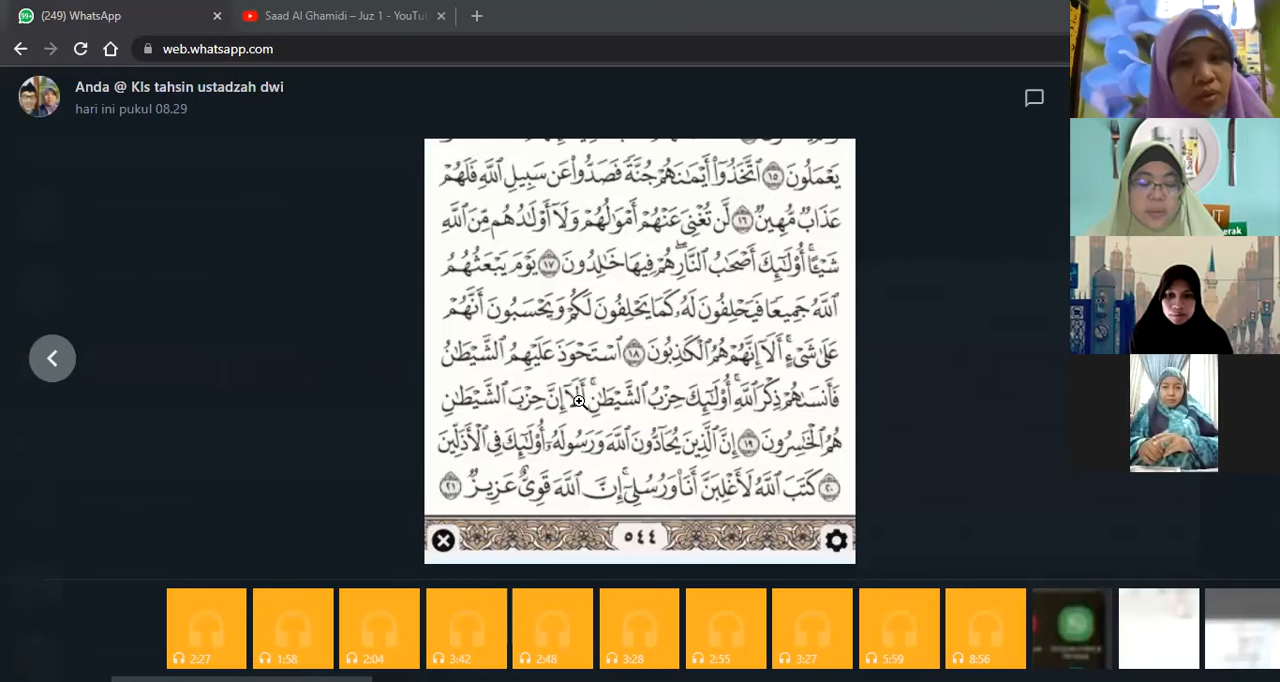 (249) WhatsApp
Saad Al Ghamidi – Juz 1 - YouTu
web.whatsapp.com
Anda @ Kls tahsin ustadzah dwi
hari ini pukul 08.29
يَعْمَلُونَ ١٥ ٱتَّخَذُوٓا۟ أَيْمَـٰنَهُمْ جُنَّةً فَصَدُّوا۟ عَن سَبِيلِ ٱللَّهِ فَلَهُمْ
عَذَابٌ مُّهِينٌ ١٦ لَّن تُغْنِىَ عَنْهُمْ أَمْوَٰلُهُمْ وَلَآ أَوْلَـٰدُهُم مِّنَ ٱللَّهِ
شَيْـًٔا ۚ أُو۟لَـٰٓئِكَ أَصْحَـٰبُ ٱلنَّارِ ۖ هُمْ فِيهَا خَـٰلِدُونَ ١٧ يَوْمَ يَبْعَثُهُمُ
ٱللَّهُ جَمِيعًا فَيَحْلِفُونَ لَهُۥ كَمَا يَحْلِفُونَ لَكُمْ ۖ وَيَحْسَبُونَ أَنَّهُمْ
عَلَىٰ شَىْءٍ ۚ أَلَآ إِنَّهُمْ هُمُ ٱلْكَـٰذِبُونَ ١٨ ٱسْتَحْوَذَ عَلَيْهِمُ ٱلشَّيْطَـٰنُ
فَأَنسَىٰهُمْ ذِكْرَ ٱللَّهِ ۚ أُو۟لَـٰٓئِكَ حِزْبُ ٱلشَّيْطَـٰنِ ۚ أَلَآ إِنَّ حِزْبَ ٱلشَّيْطَـٰنِ
هُمُ ٱلْخَـٰسِرُونَ ١٩ إِنَّ ٱلَّذِينَ يُحَآدُّونَ ٱللَّهَ وَرَسُولَهُۥٓ أُو۟لَـٰٓئِكَ فِى ٱلْأَذَلِّينَ
٢٠ كَتَبَ ٱللَّهُ لَأَغْلِبَنَّ أَنَا۠ وَرُسُلِىٓ ۚ إِنَّ ٱللَّهَ قَوِىٌّ عَزِيزٌ ٢١
٥٤٤
2:27 1:58 2:04 3:42 2:48 3:28 2:55 3:27 5:59 8:56